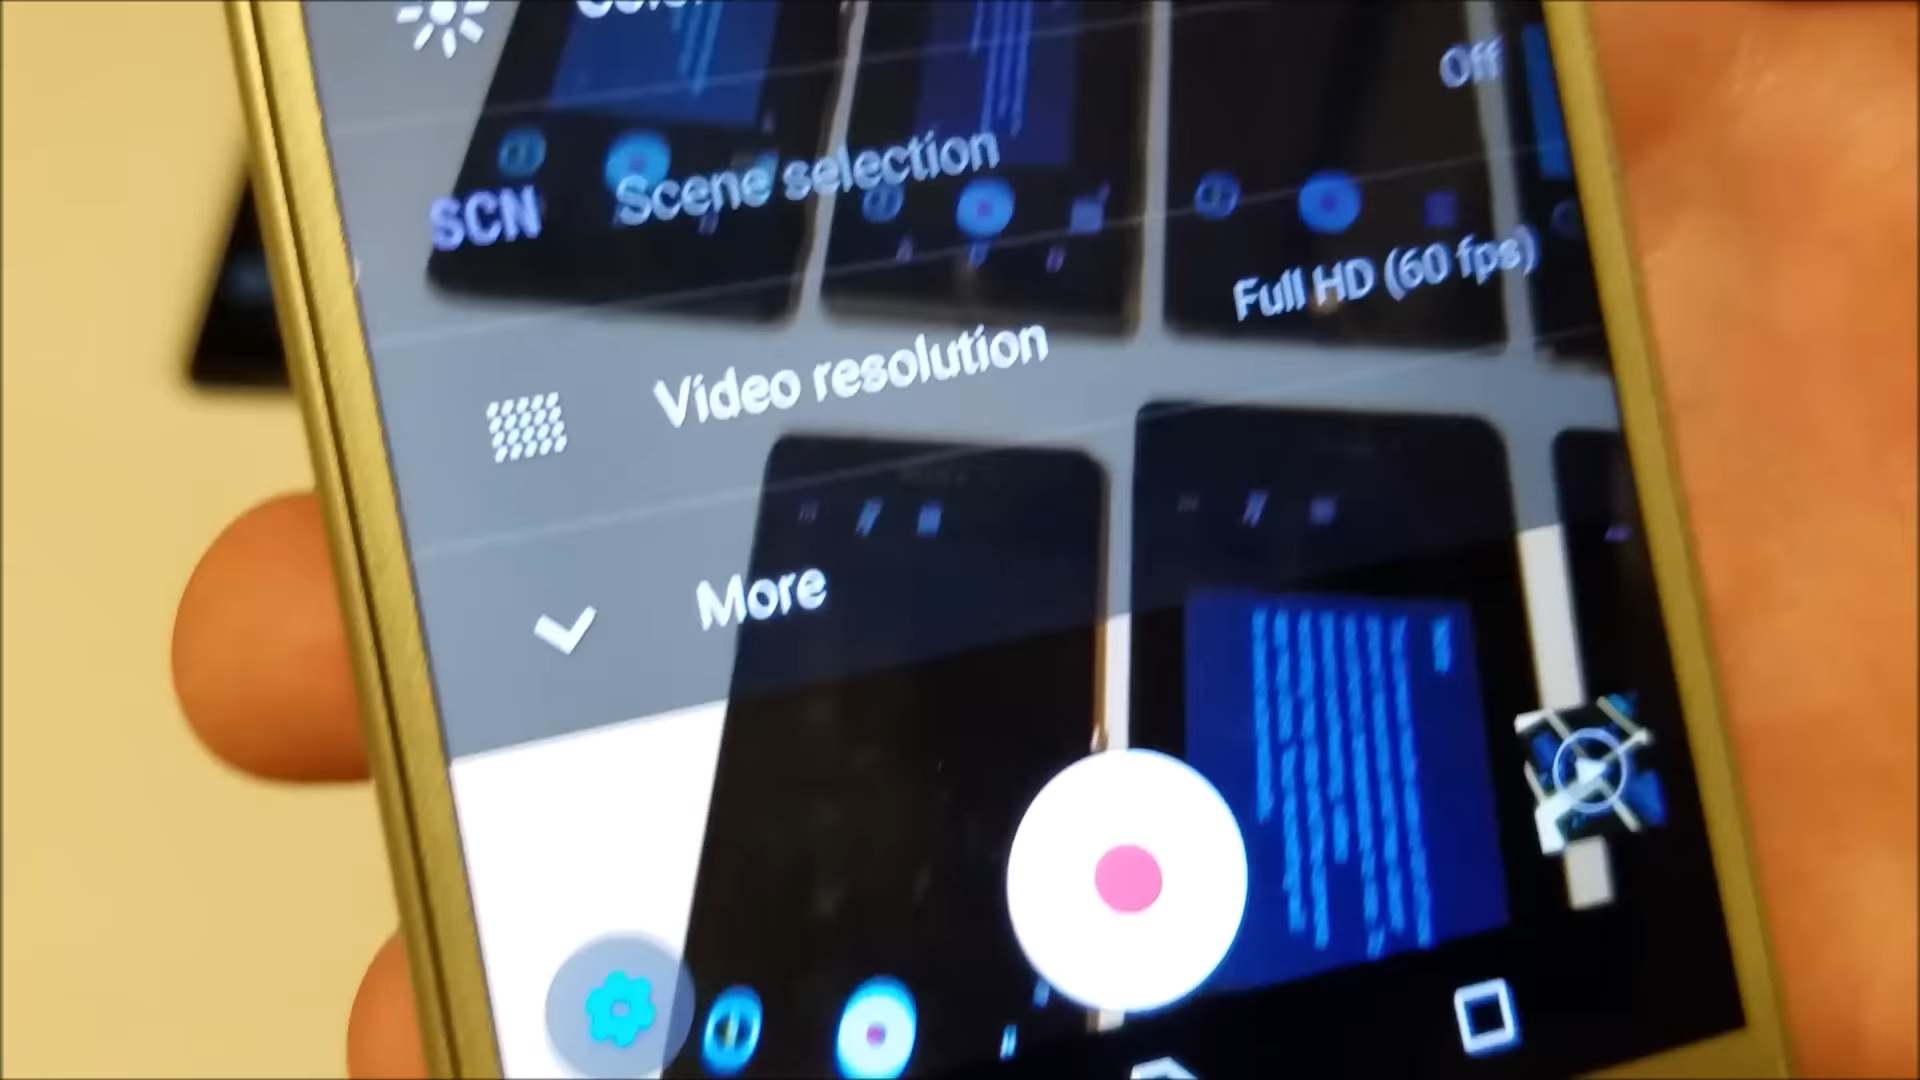 Off
SCN Scene selection
Full HD (60 fps)
Video resolution
More